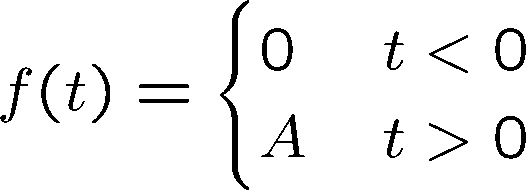 f(t) = { 0 t < 0
A t > 0